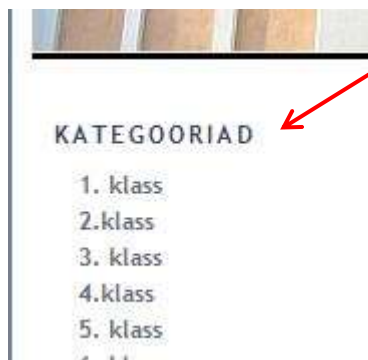 KATEGOORIAD
1. klass
2.klass
3. klass
4.klass
5. klass